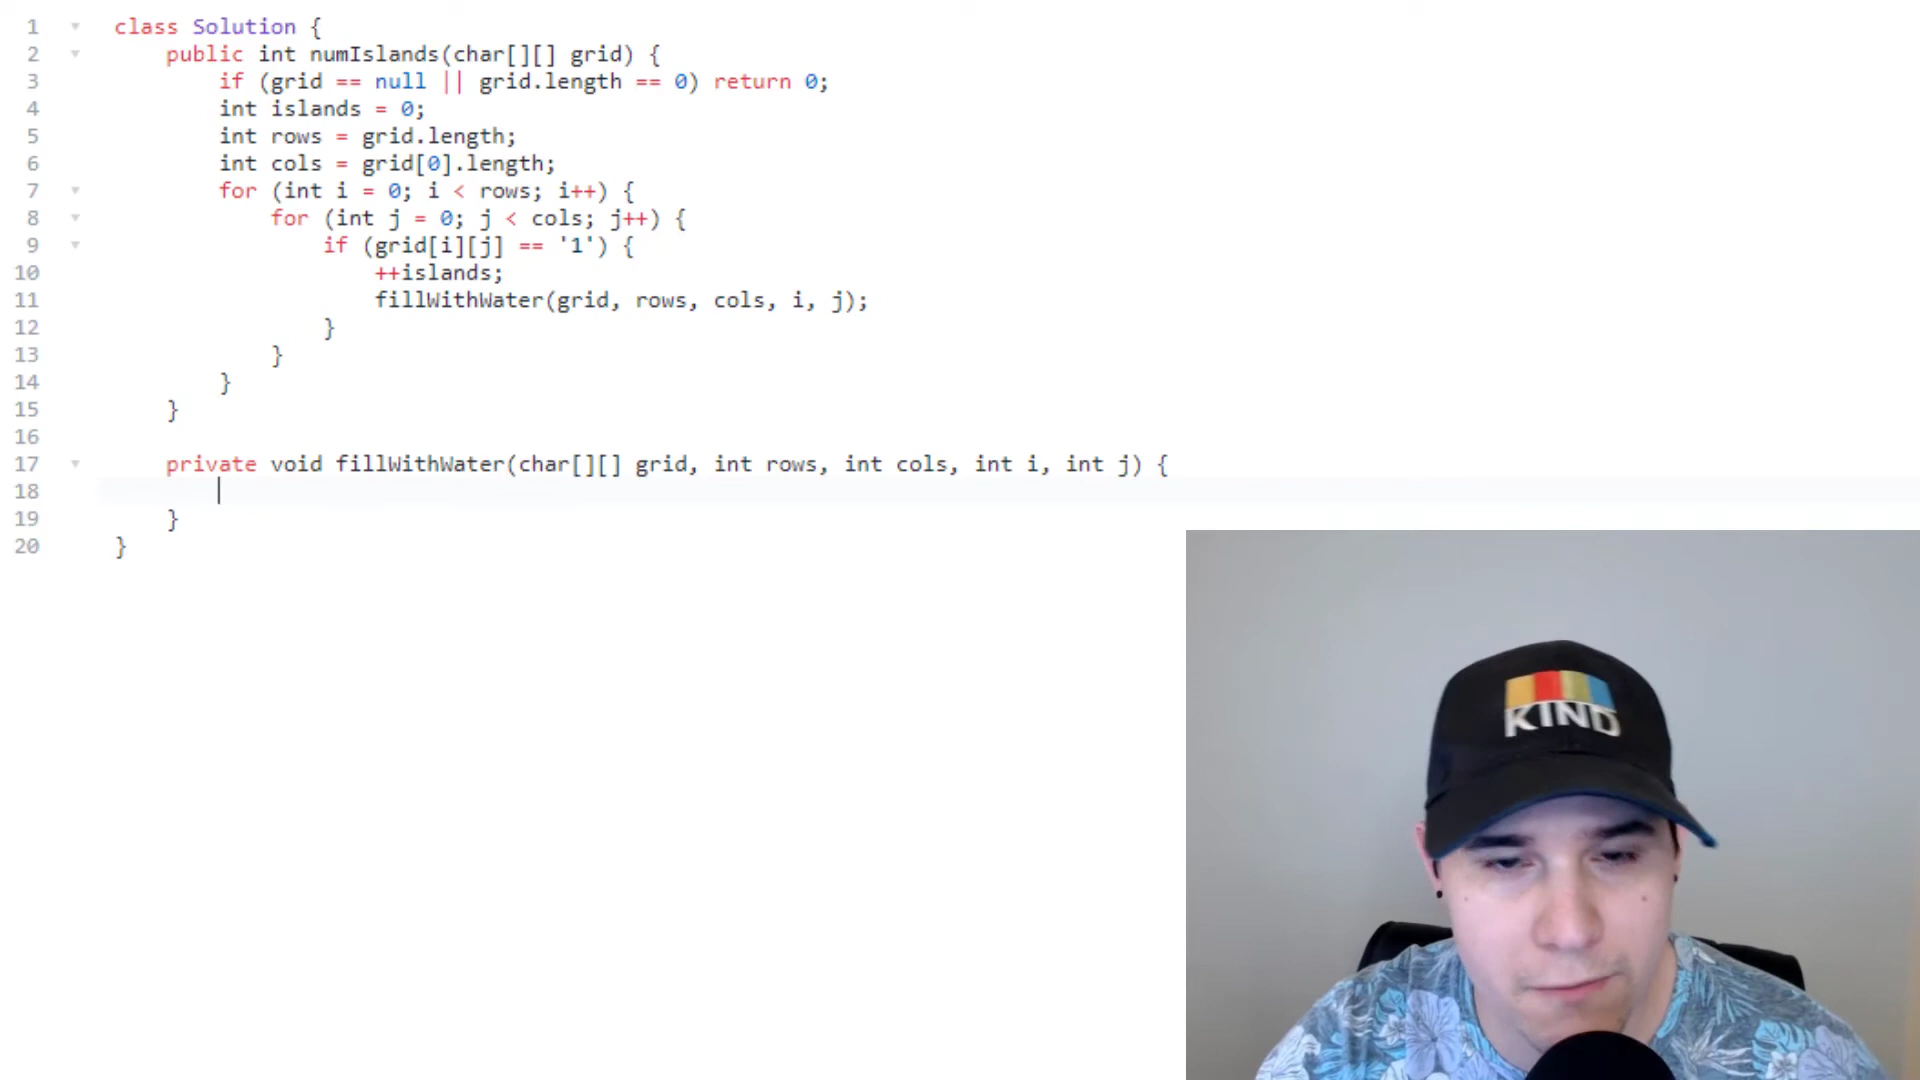 1 class Solution {
2 public int numIslands(char[][] grid) {
3 if (grid == null || grid.length == 0) return 0;
4 int islands = 0;
5 int rows = grid.length;
6 int cols = grid[0].length;
7 for (int i = 0; i < rows; i++) {
8 for (int j = 0; j < cols; j++) {
9 if (grid[i][j] == '1') {
10 ++islands;
11 fillWithWater(grid, rows, cols, i, j);
12 }
13 }
14 }
15 }
16
17 private void fillWithWater(char[][] grid, int rows, int cols, int i, int j) {
18
19 }
20 }
KIND